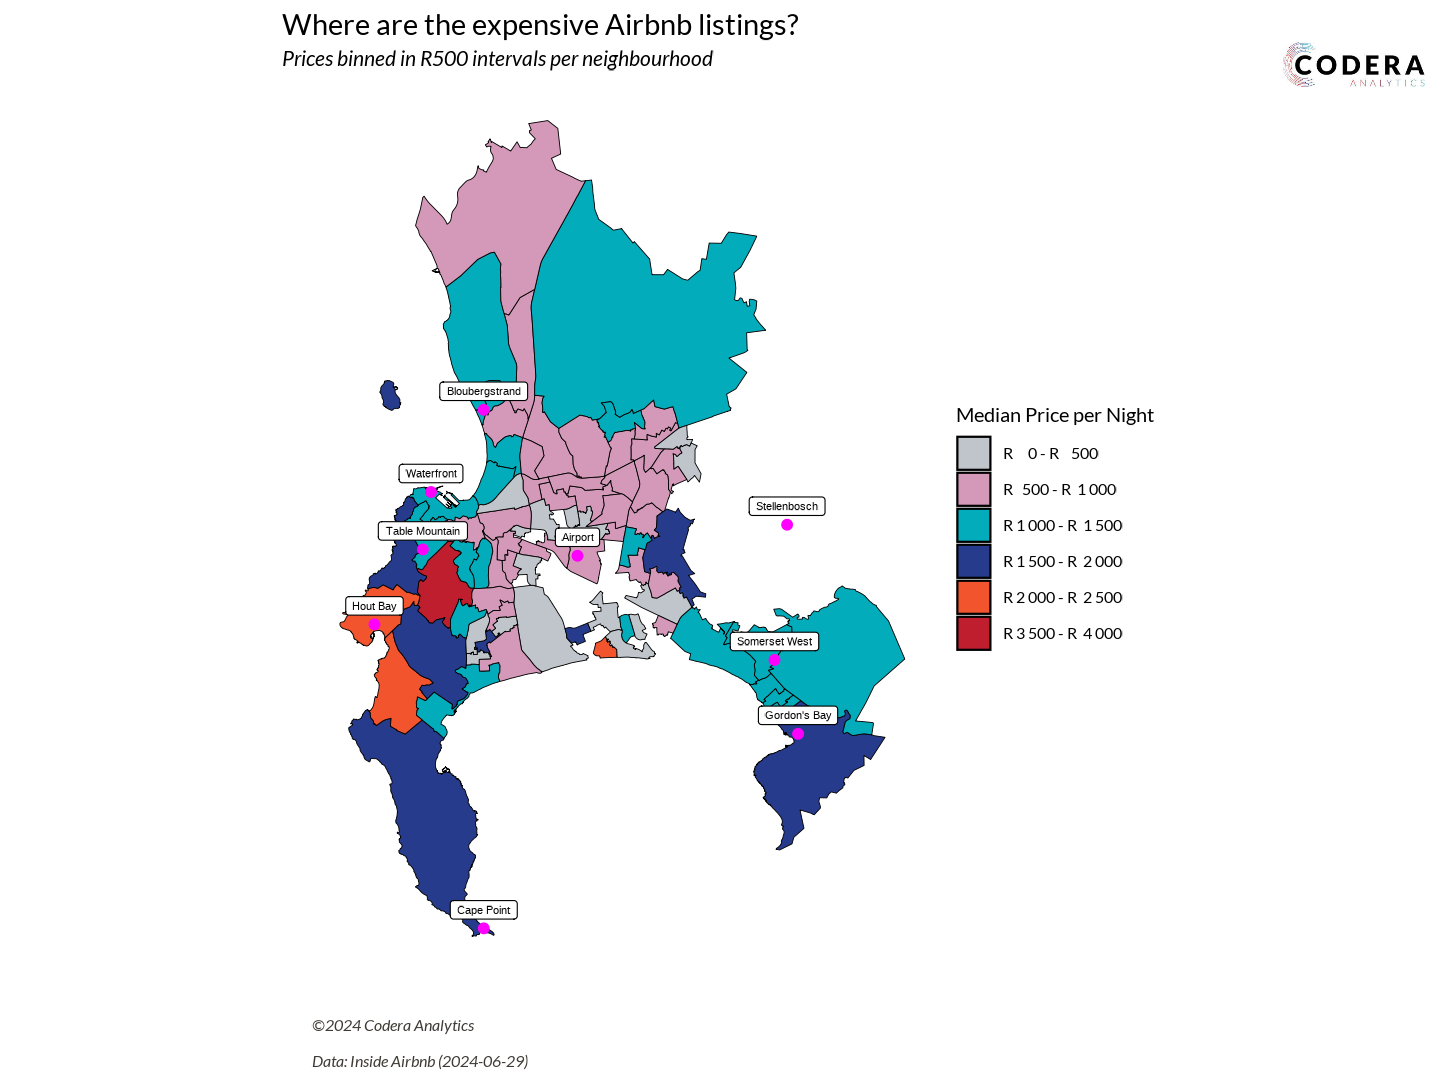 Where are the expensive Airbnb listings?
Prices binned in R500 intervals per neighbourhood
CODERA
ANALYTICS
Bloubergstrand
Waterfront
Stellenbosch
Table Mountain
Airport
Hout Bay
Somerset West
Gordon's Bay
Cape Point
Median Price per Night
R 0 - R 500
R 500 - R 1 000
R 1 000 - R 1 500
R 1 500 - R 2 000
R 2 000 - R 2 500
R 3 500 - R 4 000
©2024 Codera Analytics
Data: Inside Airbnb (2024-06-29)